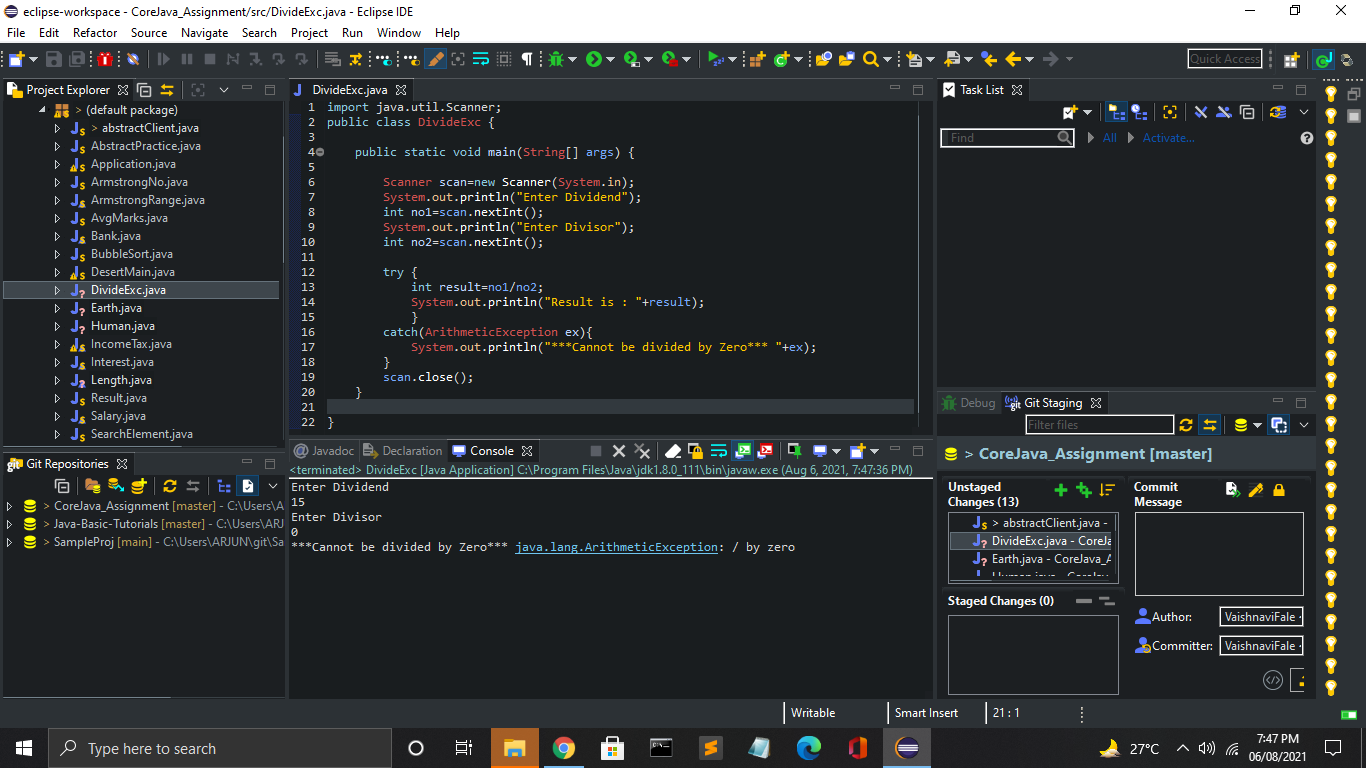 eclipse-workspace - CoreJava_Assignment/src/DivideExc.java - Eclipse IDE
File Edit Refactor Source Navigate Search Project Run Window Help
Quick Access
Project Explorer
> (default package)
> abstractClient.java
AbstractPractice.java
Application.java
ArmstrongNo.java
ArmstrongRange.java
AvgMarks.java
Bank.java
BubbleSort.java
DesertMain.java
DivideExc.java
Earth.java
Human.java
IncomeTax.java
Interest.java
Length.java
Result.java
Salary.java
SearchElement.java
Git Repositories
> CoreJava_Assignment [master] - C:\Users\A
> Java-Basic-Tutorials [master] - C:\Users\ARJ
> SampleProj [main] - C:\Users\ARJUN\git\Sa
DivideExc.java
1 import java.util.Scanner;
2 public class DivideExc {
3
4 public static void main(String[] args) {
5
6 Scanner scan=new Scanner(System.in);
7 System.out.println("Enter Dividend");
8 int no1=scan.nextInt();
9 System.out.println("Enter Divisor");
10 int no2=scan.nextInt();
11
12 try {
13 int result=no1/no2;
14 System.out.println("Result is : "+result);
15 }
16 catch(ArithmeticException ex){
17 System.out.println("***Cannot be divided by Zero*** "+ex);
18 }
19 scan.close();
20 }
21
22 }
Javadoc Declaration Console
<terminated> DivideExc [Java Application] C:\Program Files\Java\jdk1.8.0_111\bin\javaw.exe (Aug 6, 2021, 7:47:36 PM)
Enter Dividend
15
Enter Divisor
0
***Cannot be divided by Zero*** java.lang.ArithmeticException: / by zero
Task List
Find All Activate...
Debug Git Staging
Filter files
> CoreJava_Assignment [master]
Unstaged Changes (13)
> abstractClient.java -
DivideExc.java - CoreJa
Earth.java - CoreJava_A
Staged Changes (0)
Commit Message
Author: VaishnaviFale
Committer: VaishnaviFale
Writable Smart Insert 21 : 1
Type here to search
27°C
7:47 PM
06/08/2021